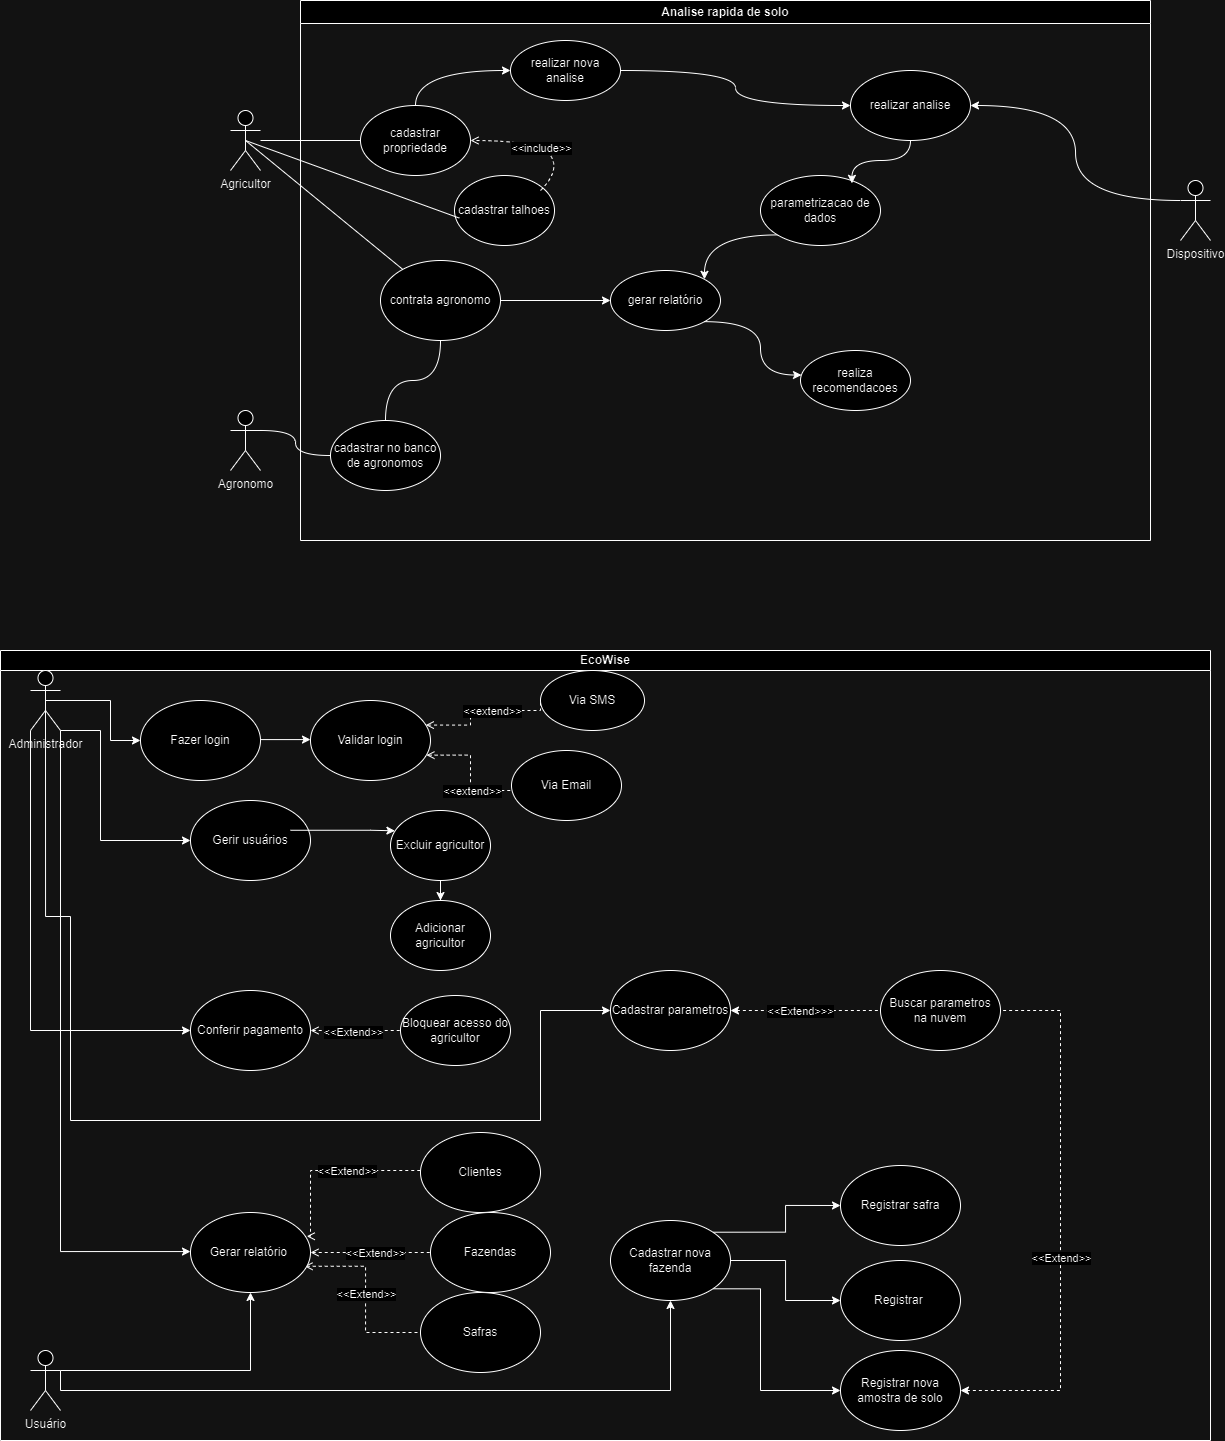 Analise rapida de solo
realizar nova
analise
realizar analise
cadastrar
propriedade
<<include>>
Agricultor
cadastrar talhoes
parametrizacao de
dados
Dispositivo
contrata agronomo
gerar relatório
realiza
recomendacoes
cadastrar no banco
de agronomos
Agronomo
EcoWise
Via SMS
<<extend>>
Administrador
Fazer login
Validar login
Via Email
<<extend>>
Gerir usuários
Excluir agricultor
Adicionar
agricultor
Conferir pagamento
<<Extend>>
Bloquear acesso do
agricultor
Cadastrar parametros
<<Extend>>>
Buscar parametros
na nuvem
<<Extend>>
Clientes
Registrar safra
Gerar relatório
<<Extend>>
Fazendas
Cadastrar nova
fazenda
<<Extend>>
<<Extend>>
Registrar
Safras
Registrar nova
amostra de solo
Usuário